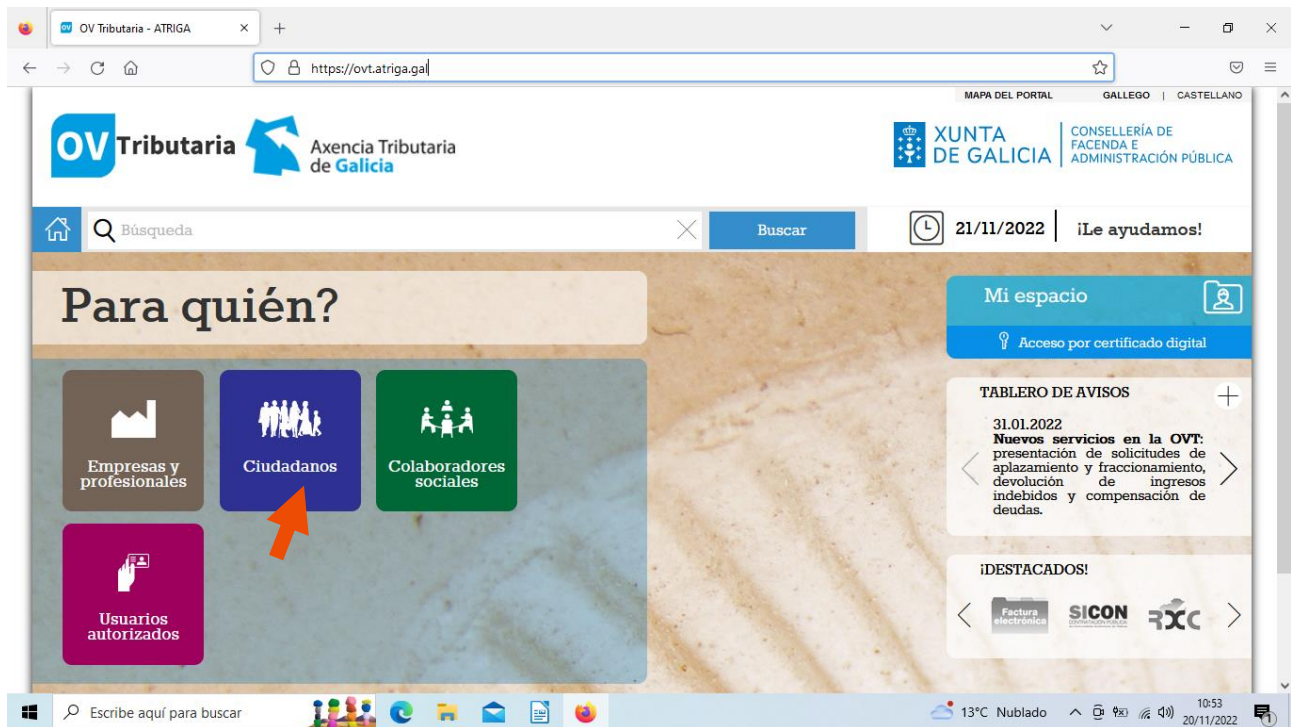 OV Tributaria - ATRIGA
https://ovt.atriga.gal
MAPA DEL PORTAL GALLEGO | CASTELLANO
OV Tributaria
Axencia Tributaria
de Galicia
XUNTA
DE GALICIA
CONSELLERÍA DE
FACENDA E
ADMINISTRACIÓN PÚBLICA
Búsqueda
Buscar
21/11/2022
¡Le ayudamos!
Para quién?
Mi espacio
Acceso por certificado digital
Empresas y
profesionales
Ciudadanos
Colaboradores
sociales
Usuarios
autorizados
TABLERO DE AVISOS
31.01.2022
Nuevos servicios en la OVT:
presentación de solicitudes de
aplazamiento y fraccionamiento,
devolución de ingresos
indebidos y compensación de
deudas.
¡DESTACADOS!
Factura
electrónica
SICON
RXC
Escribe aquí para buscar
13°C Nublado
10:53
20/11/2022
1